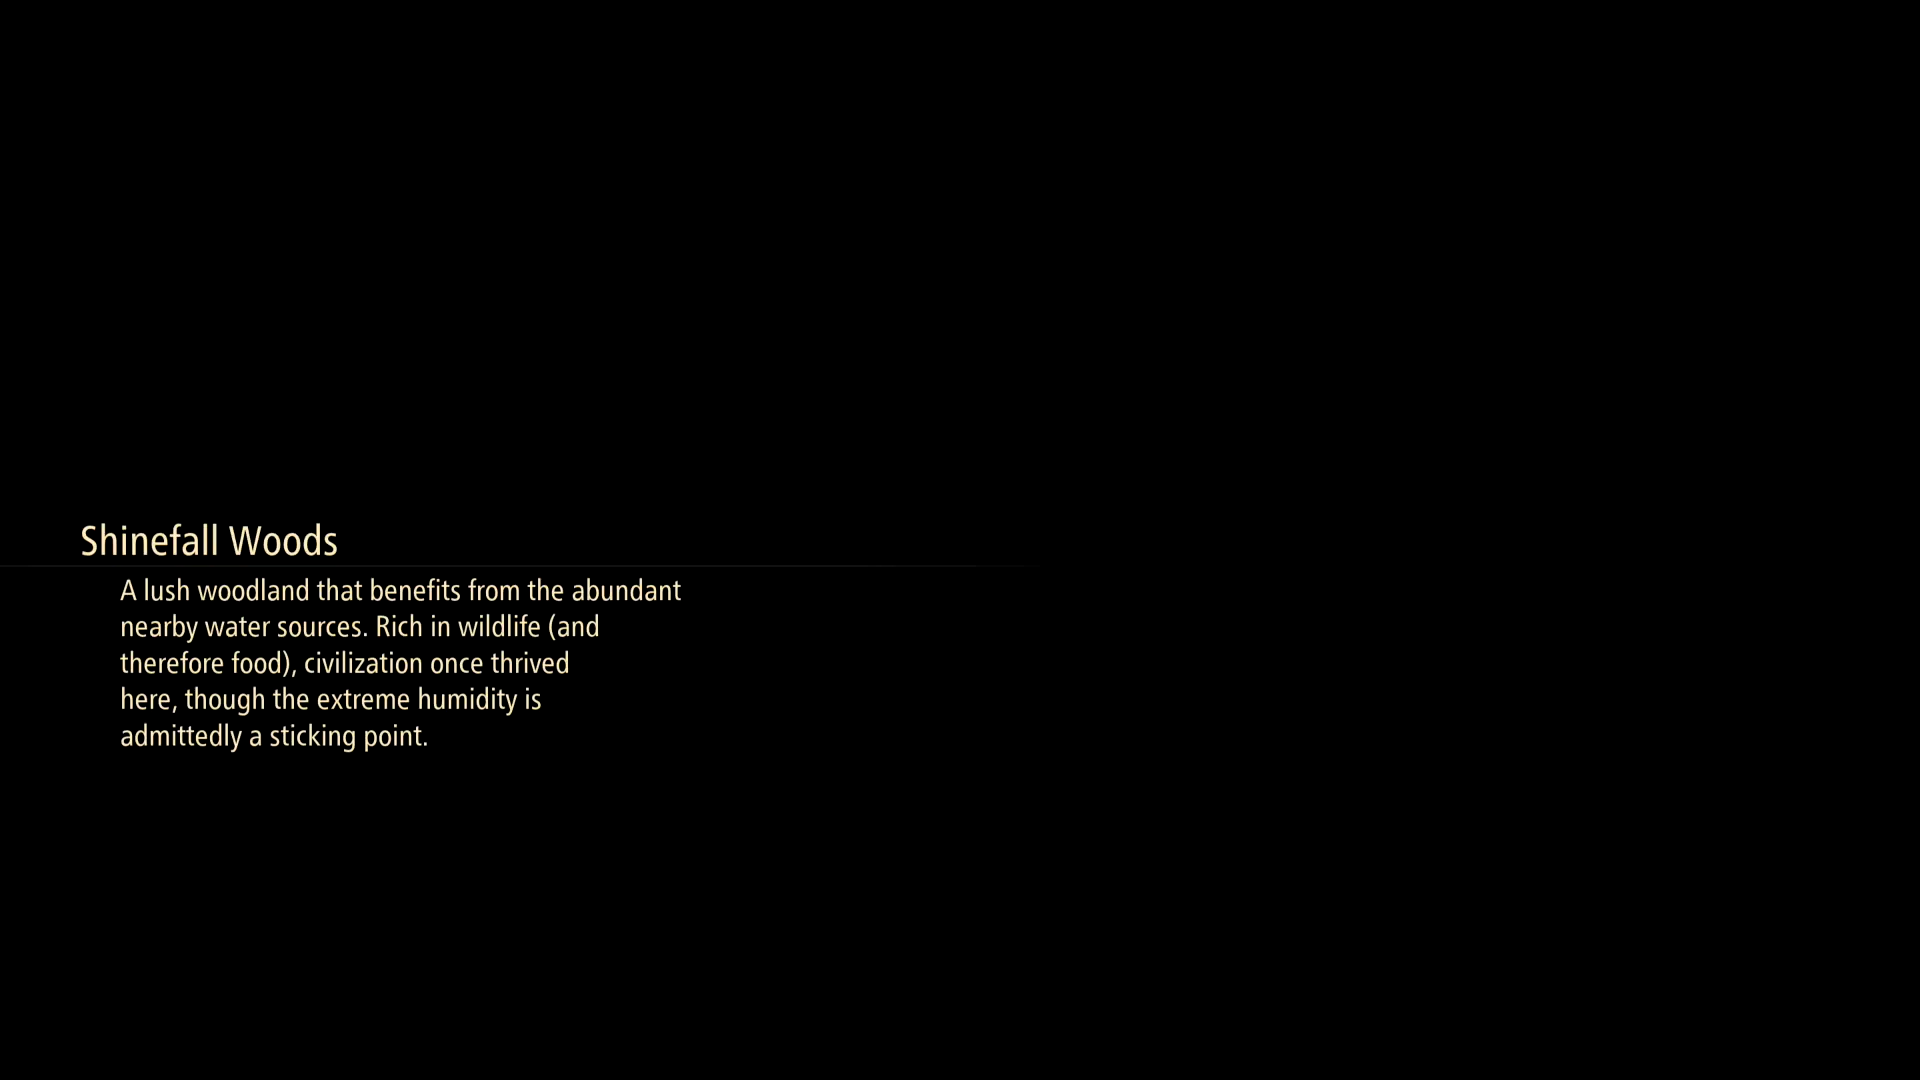 Shinefall Woods
A lush woodland that benefits from the abundant
nearby water sources. Rich in wildlife (and
therefore food), civilization once thrived
here, though the extreme humidity is
admittedly a sticking point.